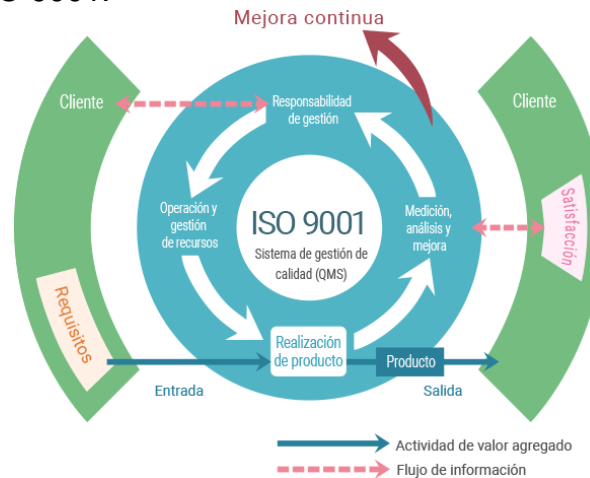 Mejora continua
Cliente
Responsabilidad
de gestión
Cliente
Operación y
gestión
de recursos
ISO 9001
Sistema de gestión de
calidad (QMS)
Medición,
análisis y
mejora
Satisfacción
Requisitos
Realización
de producto
Producto
Entrada
Salida
Actividad de valor agregado
Flujo de información